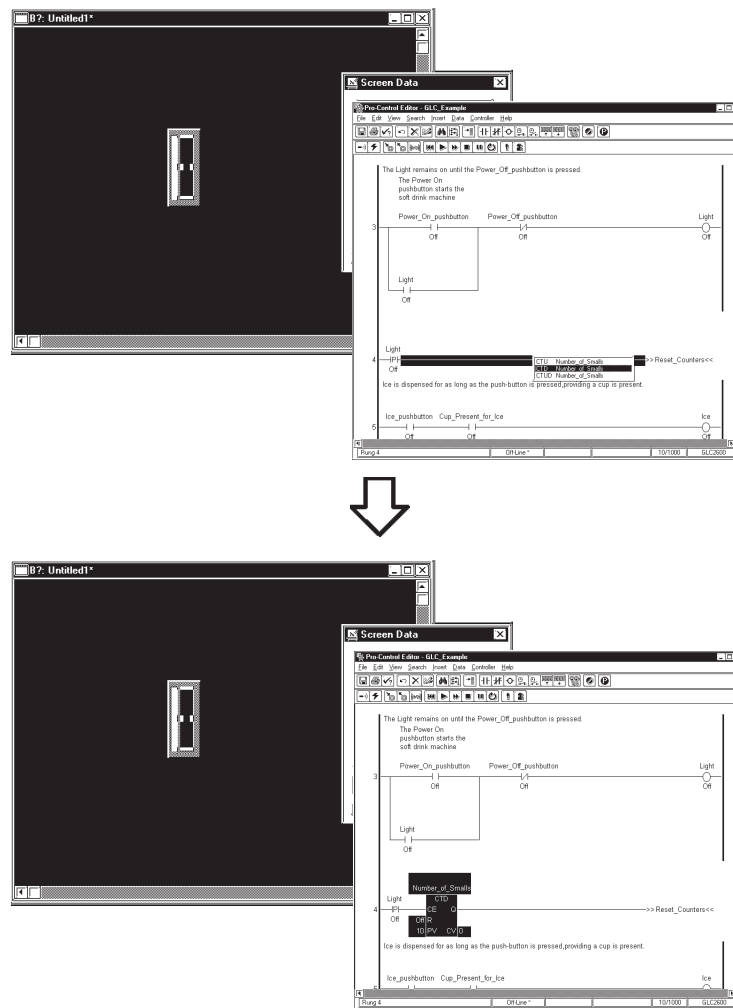 B?: Untitled1*
Screen Data
Pro-Control Editor - GLC_Example
File Edit View Search Insert Data Controller Help
The Light remains on until the Power_Off_pushbutton is pressed.
The Power On
pushbutton starts the
soft drink machine
Power_On_pushbutton Power_Off_pushbutton Light
3
Off Off Off
Light
Off
Light
4 P CTU Number_of_Smalls >>Reset_Counters<<
Off CTD Number_of_Smalls
CTUD Number_of_Smalls
Ice is dispensed for as long as the push-button is pressed,providing a cup is present.
Ice_pushbutton Cup_Present_for_Ice Ice
5
Off Off Off
Rung 4 Off-Line * 10/1000 GLC2600
B?: Untitled1*
Screen Data
Pro-Control Editor - GLC_Example
File Edit View Search Insert Data Controller Help
The Light remains on until the Power_Off_pushbutton is pressed.
The Power On
pushbutton starts the
soft drink machine
Power_On_pushbutton Power_Off_pushbutton Light
3
Off Off Off
Light
Off
Number_of_Smalls
Light CTD
4 P CE Q >>Reset_Counters<<
Off Off R
10 PV CV 0
Ice is dispensed for as long as the push-button is pressed,providing a cup is present.
Ice_pushbutton Cup_Present_for_Ice Ice
Rung 4 Off-Line * 10/1000 GLC2600